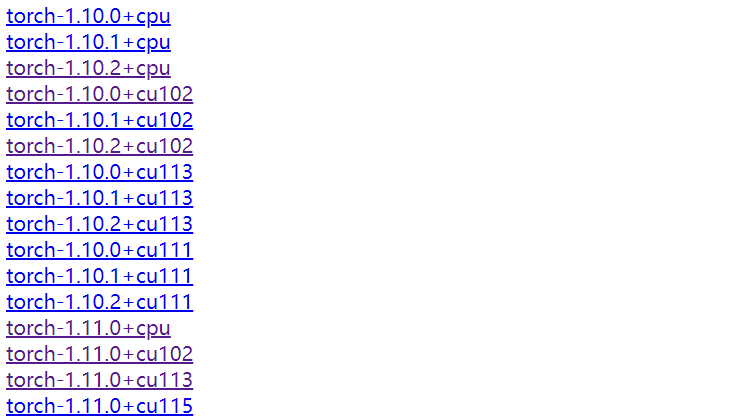 torch-1.10.0+cpu
torch-1.10.1+cpu
torch-1.10.2+cpu
torch-1.10.0+cu102
torch-1.10.1+cu102
torch-1.10.2+cu102
torch-1.10.0+cu113
torch-1.10.1+cu113
torch-1.10.2+cu113
torch-1.10.0+cu111
torch-1.10.1+cu111
torch-1.10.2+cu111
torch-1.11.0+cpu
torch-1.11.0+cu102
torch-1.11.0+cu113
torch-1.11.0+cu115